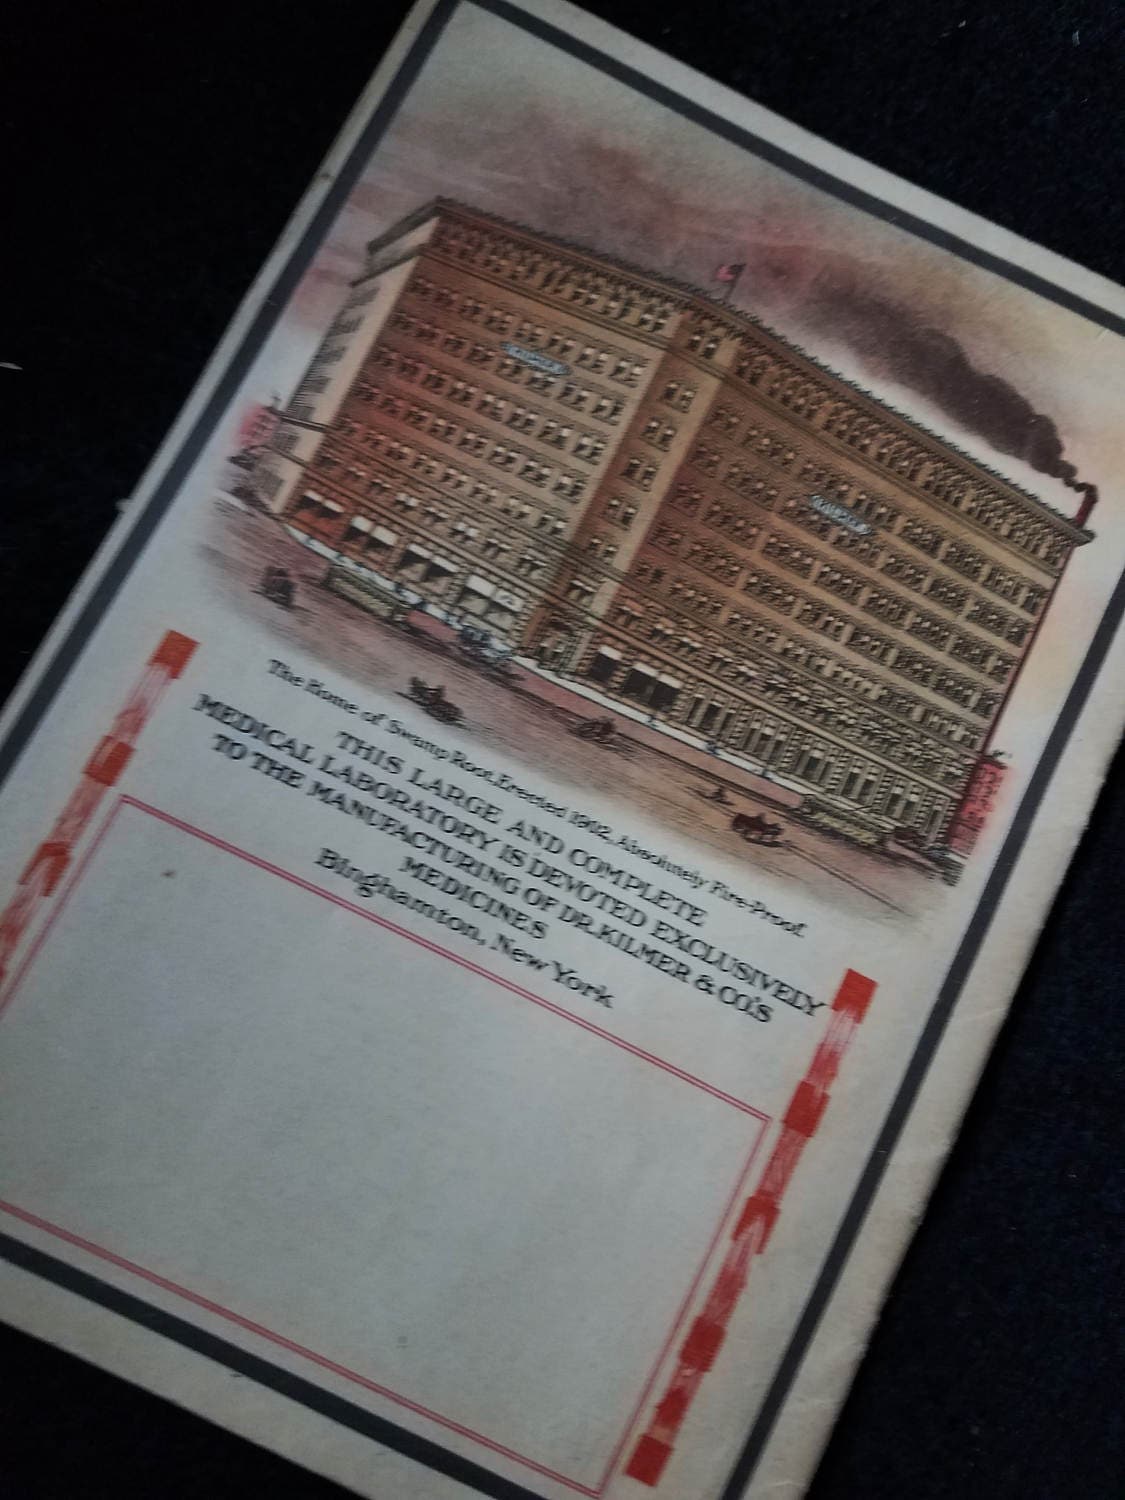 The Home of Swamp Root, Erected 1902, Absolutely Fire-Proof.
THIS LARGE AND COMPLETE
MEDICAL LABORATORY IS DEVOTED EXCLUSIVELY
TO THE MANUFACTURING OF DR. KILMER & CO.'S
MEDICINES
Binghamton, New York